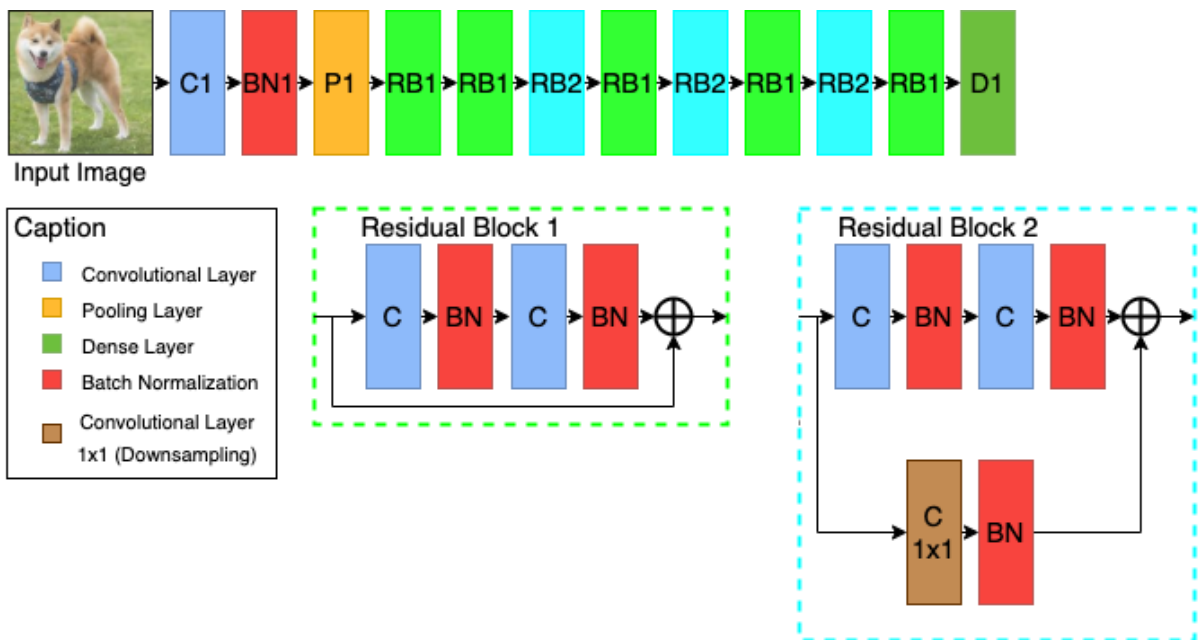 C1 BN1 P1 RB1 RB1 RB2 RB1 RB2 RB1 RB2 RB1 D1
Input Image
Caption
Convolutional Layer
Pooling Layer
Dense Layer
Batch Normalization
Convolutional Layer
1x1 (Downsampling)
Residual Block 1
C BN C BN
Residual Block 2
C BN C BN
C
1x1
BN